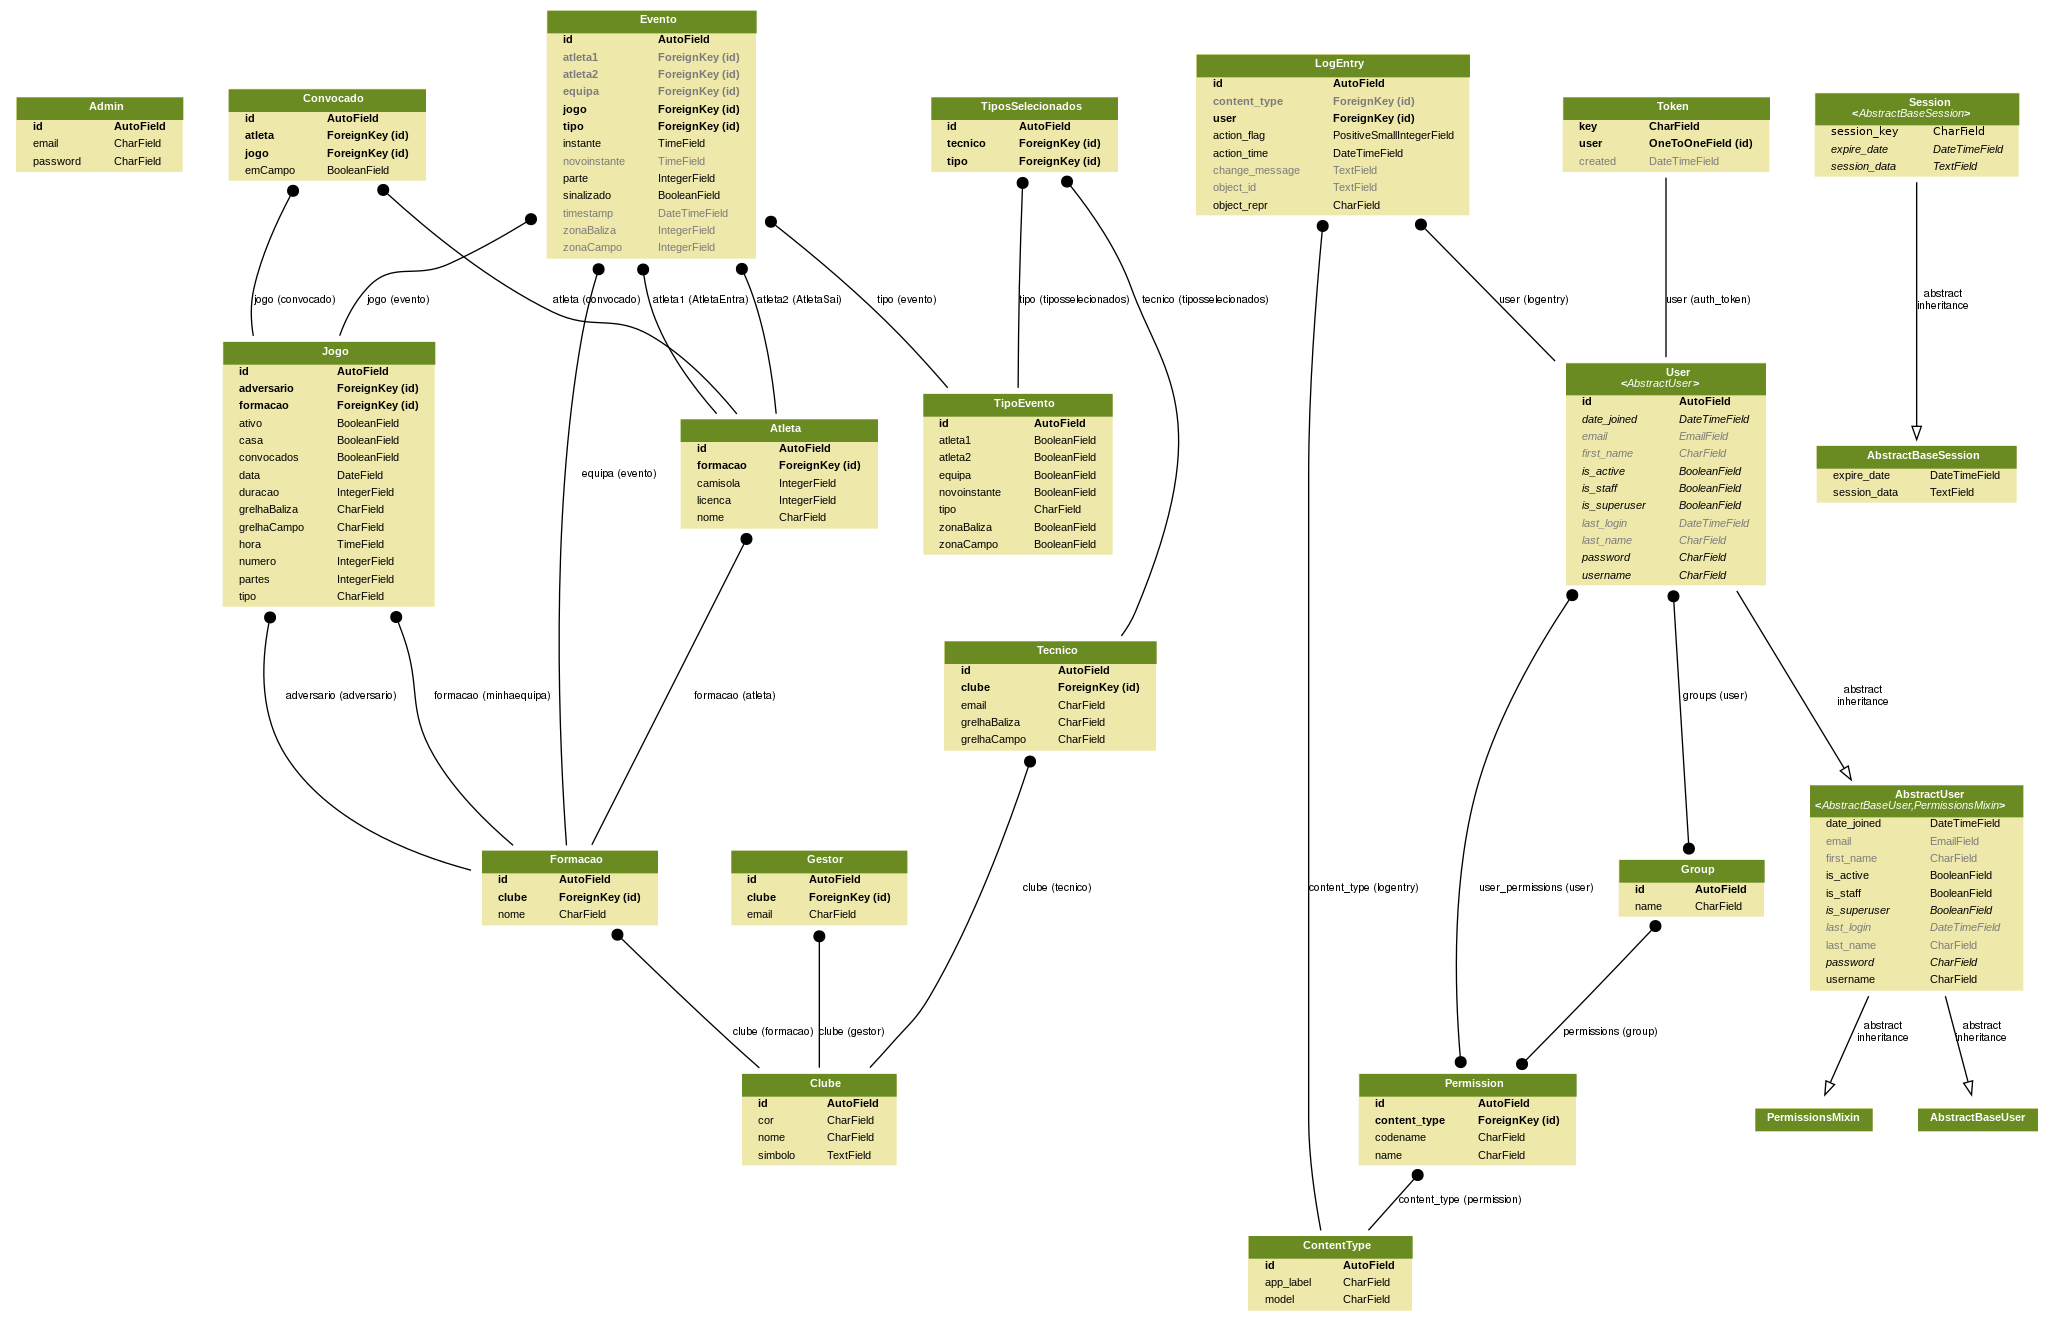 Admin
id AutoField
email CharField
password CharField
Convocado
id AutoField
atleta ForeignKey (id)
jogo ForeignKey (id)
emCampo BooleanField
Evento
id AutoField
atleta1 ForeignKey (id)
atleta2 ForeignKey (id)
equipa ForeignKey (id)
jogo ForeignKey (id)
tipo ForeignKey (id)
instante TimeField
novoinstante TimeField
parte IntegerField
sinalizado BooleanField
timestamp DateTimeField
zonaBaliza IntegerField
zonaCampo IntegerField
TiposSelecionados
id AutoField
tecnico ForeignKey (id)
tipo ForeignKey (id)
LogEntry
id AutoField
content_type ForeignKey (id)
user ForeignKey (id)
action_flag PositiveSmallIntegerField
action_time DateTimeField
change_message TextField
object_id TextField
object_repr CharField
Token
key CharField
user OneToOneField (id)
created DateTimeField
Session
<AbstractBaseSession>
session_key CharField
expire_date DateTimeField
session_data TextField
jogo (convocado)
jogo (evento)
atleta (convocado)
atleta1 (AtletaEntra)
atleta2 (AtletaSai)
tipo (evento)
tipo (tiposselecionados)
tecnico (tiposselecionados)
user (logentry)
user (auth_token)
abstract
inheritance
Jogo
id AutoField
adversario ForeignKey (id)
formacao ForeignKey (id)
ativo BooleanField
casa BooleanField
convocados BooleanField
data DateField
duracao IntegerField
grelhaBaliza CharField
grelhaCampo CharField
hora TimeField
numero IntegerField
partes IntegerField
tipo CharField
equipa (evento)
Atleta
id AutoField
formacao ForeignKey (id)
camisola IntegerField
licenca IntegerField
nome CharField
TipoEvento
id AutoField
atleta1 BooleanField
atleta2 BooleanField
equipa BooleanField
novoinstante BooleanField
tipo CharField
zonaBaliza BooleanField
zonaCampo BooleanField
User
<AbstractUser>
id AutoField
date_joined DateTimeField
email EmailField
first_name CharField
is_active BooleanField
is_staff BooleanField
is_superuser BooleanField
last_login DateTimeField
last_name CharField
password CharField
username CharField
AbstractBaseSession
expire_date DateTimeField
session_data TextField
adversario (adversario)
formacao (minhaequipa)
formacao (atleta)
Tecnico
id AutoField
clube ForeignKey (id)
email CharField
grelhaBaliza CharField
grelhaCampo CharField
groups (user)
abstract
inheritance
Formacao
id AutoField
clube ForeignKey (id)
nome CharField
Gestor
id AutoField
clube ForeignKey (id)
email CharField
clube (tecnico)
content_type (logentry)
user_permissions (user)
Group
id AutoField
name CharField
AbstractUser
<AbstractBaseUser,PermissionsMixin>
date_joined DateTimeField
email EmailField
first_name CharField
is_active BooleanField
is_staff BooleanField
is_superuser BooleanField
last_login DateTimeField
last_name CharField
password CharField
username CharField
clube (formacao)
clube (gestor)
permissions (group)
abstract
inheritance
abstract
inheritance
Clube
id AutoField
cor CharField
nome CharField
simbolo TextField
Permission
id AutoField
content_type ForeignKey (id)
codename CharField
name CharField
PermissionsMixin
AbstractBaseUser
content_type (permission)
ContentType
id AutoField
app_label CharField
model CharField